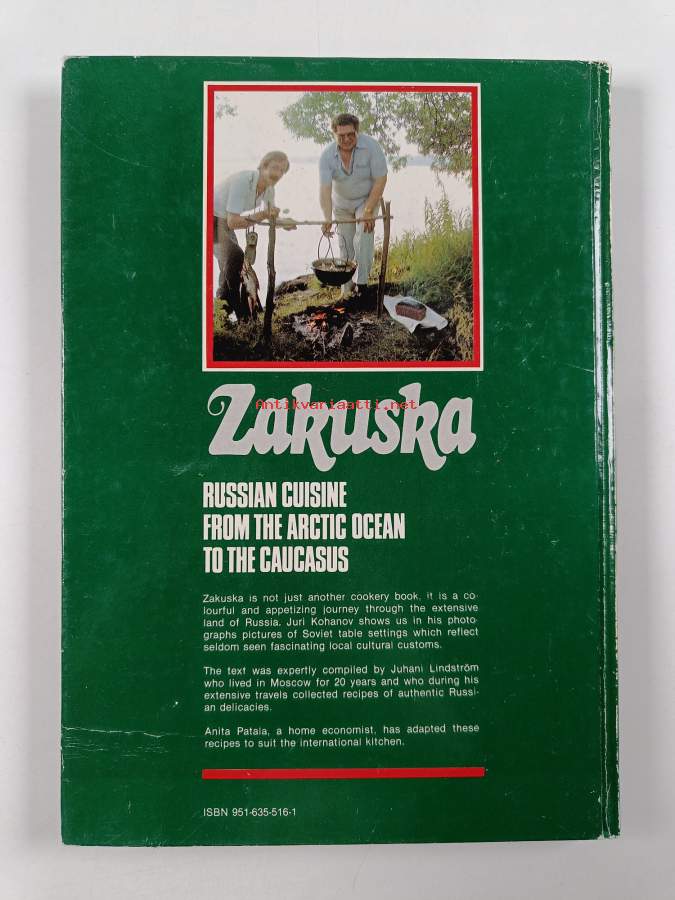 Antikvariaatti.net
Zakuska
RUSSIAN CUISINE
FROM THE ARCTIC OCEAN
TO THE CAUCASUS
Zakuska is not just another cookery book, it is a co-
lourful and appetizing journey through the extensive
land of Russia. Juri Kohanov shows us in his photo-
graphs pictures of Soviet table settings which reflect
seldom seen fascinating local cultural customs.
The text was expertly compiled by Juhani Lindström
who lived in Moscow for 20 years and who during his
extensive travels collected recipes of authentic Russi-
an delicacies.
Anita Pataia, a home economist, has adapted these
recipes to suit the international kitchen.
ISBN 951-635-516-1